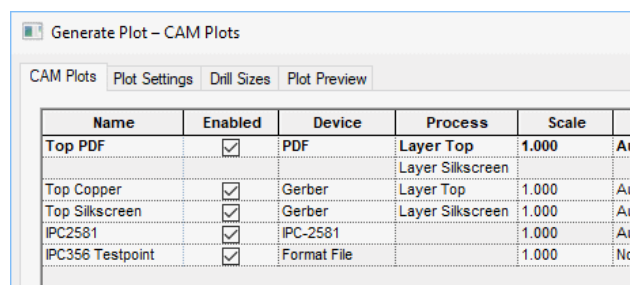 Generate Plot – CAM Plots
CAM Plots Plot Settings Drill Sizes Plot Preview
Name Enabled Device Process Scale
Top PDF PDF Layer Top 1.000
Layer Silkscreen
Top Copper Gerber Layer Top 1.000
Top Silkscreen Gerber Layer Silkscreen 1.000
IPC2581 IPC-2581 1.000
IPC356 Testpoint Format File 1.000